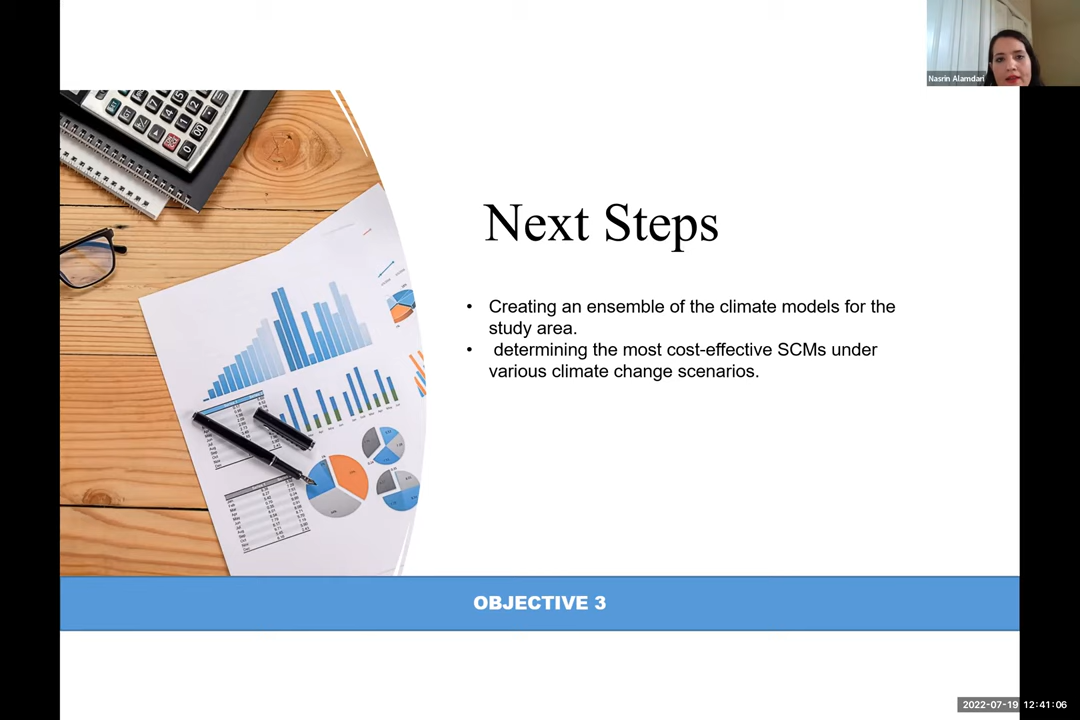 Nasrin Alamdari
Next Steps
• Creating an ensemble of the climate models for the
study area.
• determining the most cost-effective SCMs under
various climate change scenarios.
OBJECTIVE 3
2022-07-19 12:41:06